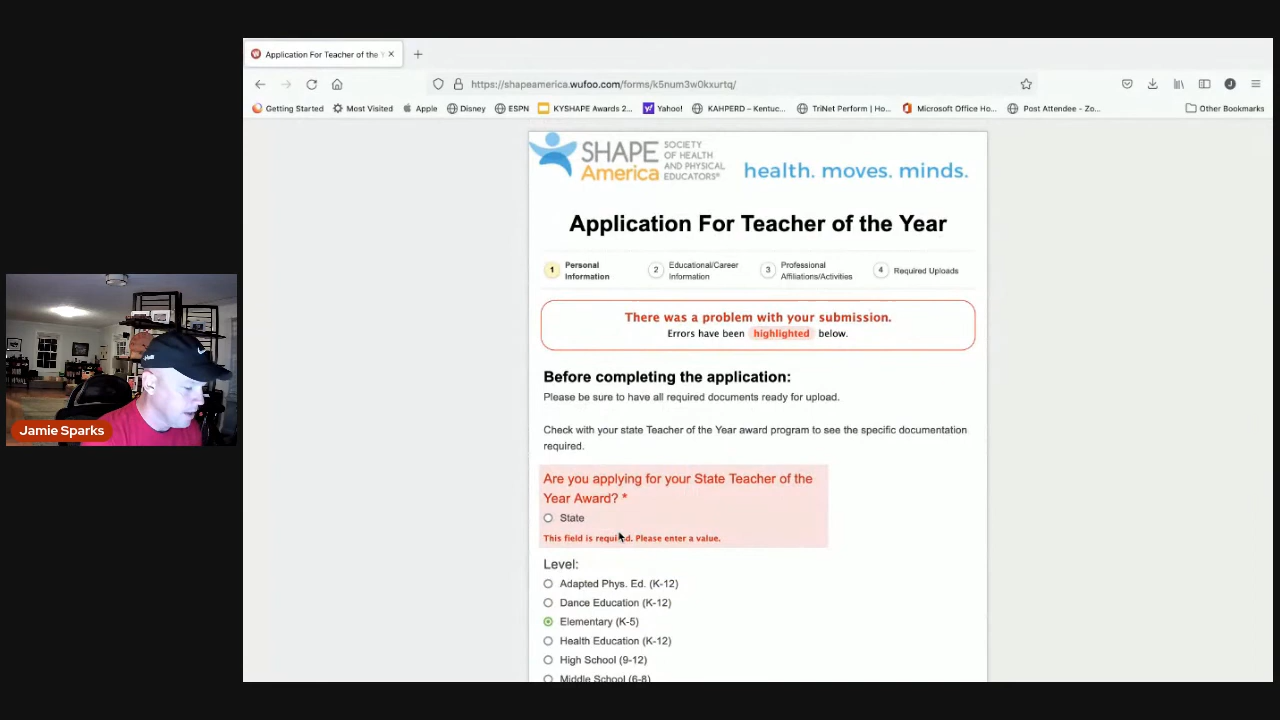 Application For Teacher of the
https://shapeamerica.wufoo.com/forms/k5num3w0kxurtq/
Getting Started Most Visited Apple Disney ESPN KYSHAPE Awards 2... Yahoo! KAHPERD – Kentuc... TriNet Perform | Ho... Microsoft Office Ho... Post Attendee - Zo... Other Bookmarks
SHAPE America
SOCIETY
OF HEALTH
AND PHYSICAL
EDUCATORS®
health. moves. minds.
Application For Teacher of the Year
1 Personal Information
2 Educational/Career Information
3 Professional Affiliations/Activities
4 Required Uploads
There was a problem with your submission.
Errors have been highlighted below.
Before completing the application:
Please be sure to have all required documents ready for upload.
Check with your state Teacher of the Year award program to see the specific documentation
required.
Are you applying for your State Teacher of the
Year Award? *
State
This field is required. Please enter a value.
Level:
Adapted Phys. Ed. (K-12)
Dance Education (K-12)
Elementary (K-5)
Health Education (K-12)
High School (9-12)
Middle School (6-8)
Jamie Sparks